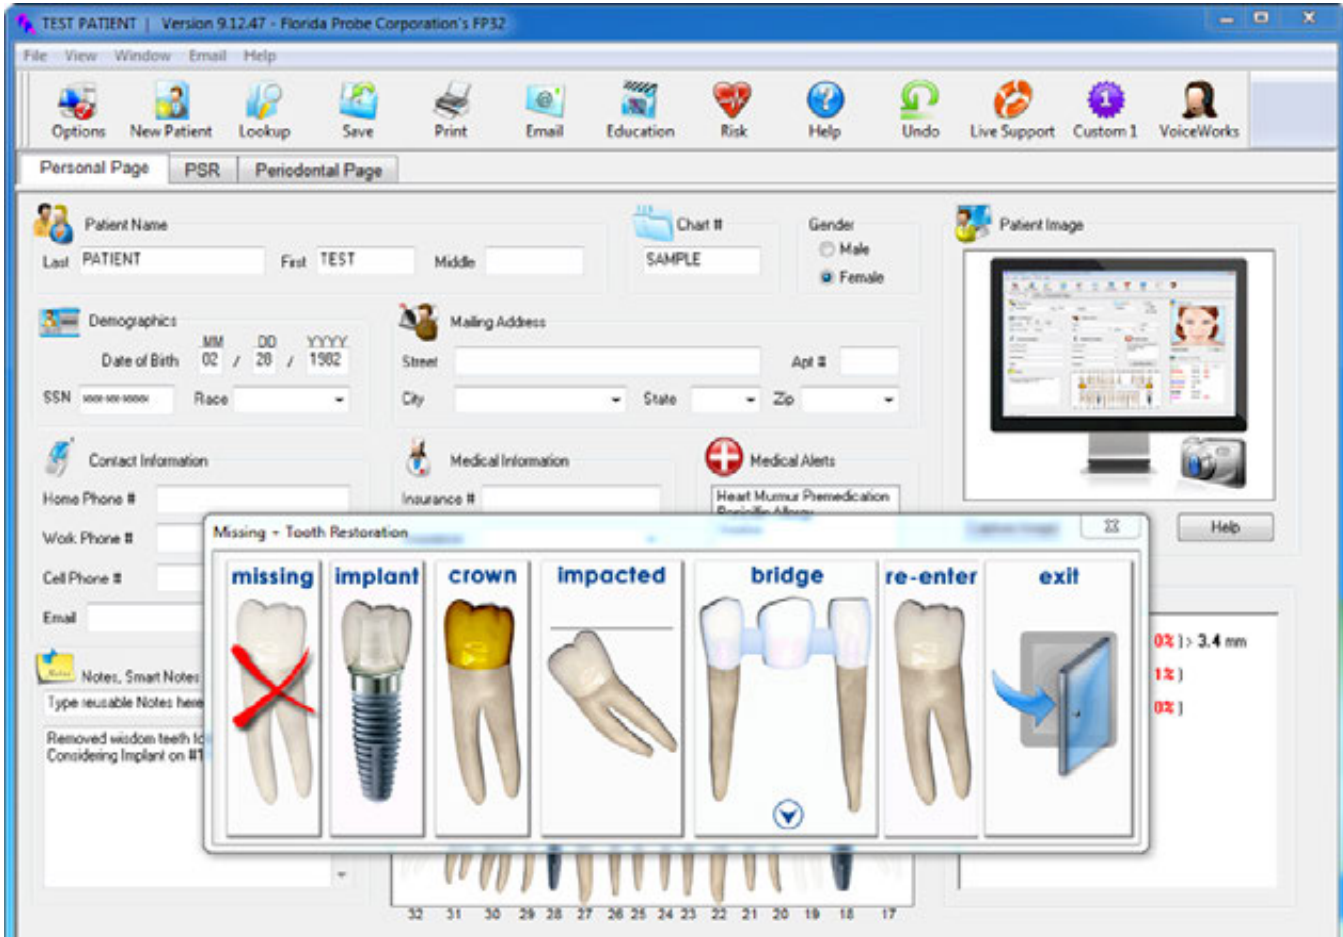 TEST PATIENT | Version 9.12.47 - Florida Probe Corporation's FP32
File View Window Email Help
Options New Patient Lookup Save Print Email Education Risk Help Undo Live Support Custom 1 VoiceWorks
Personal Page PSR Periodontal Page
Patient Name Chart # Gender Patient Image
Last PATIENT First TEST Middle SAMPLE Male
Female
Demographics Mailing Address
MM DD YYYY
Date of Birth 02 / 28 / 1982 Street Apt #
SSN xxx-xx-xxxx Race City State Zip
Contact Information Medical Information Medical Alerts
Home Phone # Insurance # Heart Murmur Premedication
Penicillin Allergy
Work Phone # Missing - Tooth Restoration Help
Cell Phone # missing implant crown impacted bridge re-enter exit
Email
0% ) > 3.4 mm
Notes, Smart Notes 1% )
Type reusable Notes here 0% )
Removed wisdom teeth
Considering Implant on #1
32 31 30 29 28 27 26 25 24 23 22 21 20 19 18 17